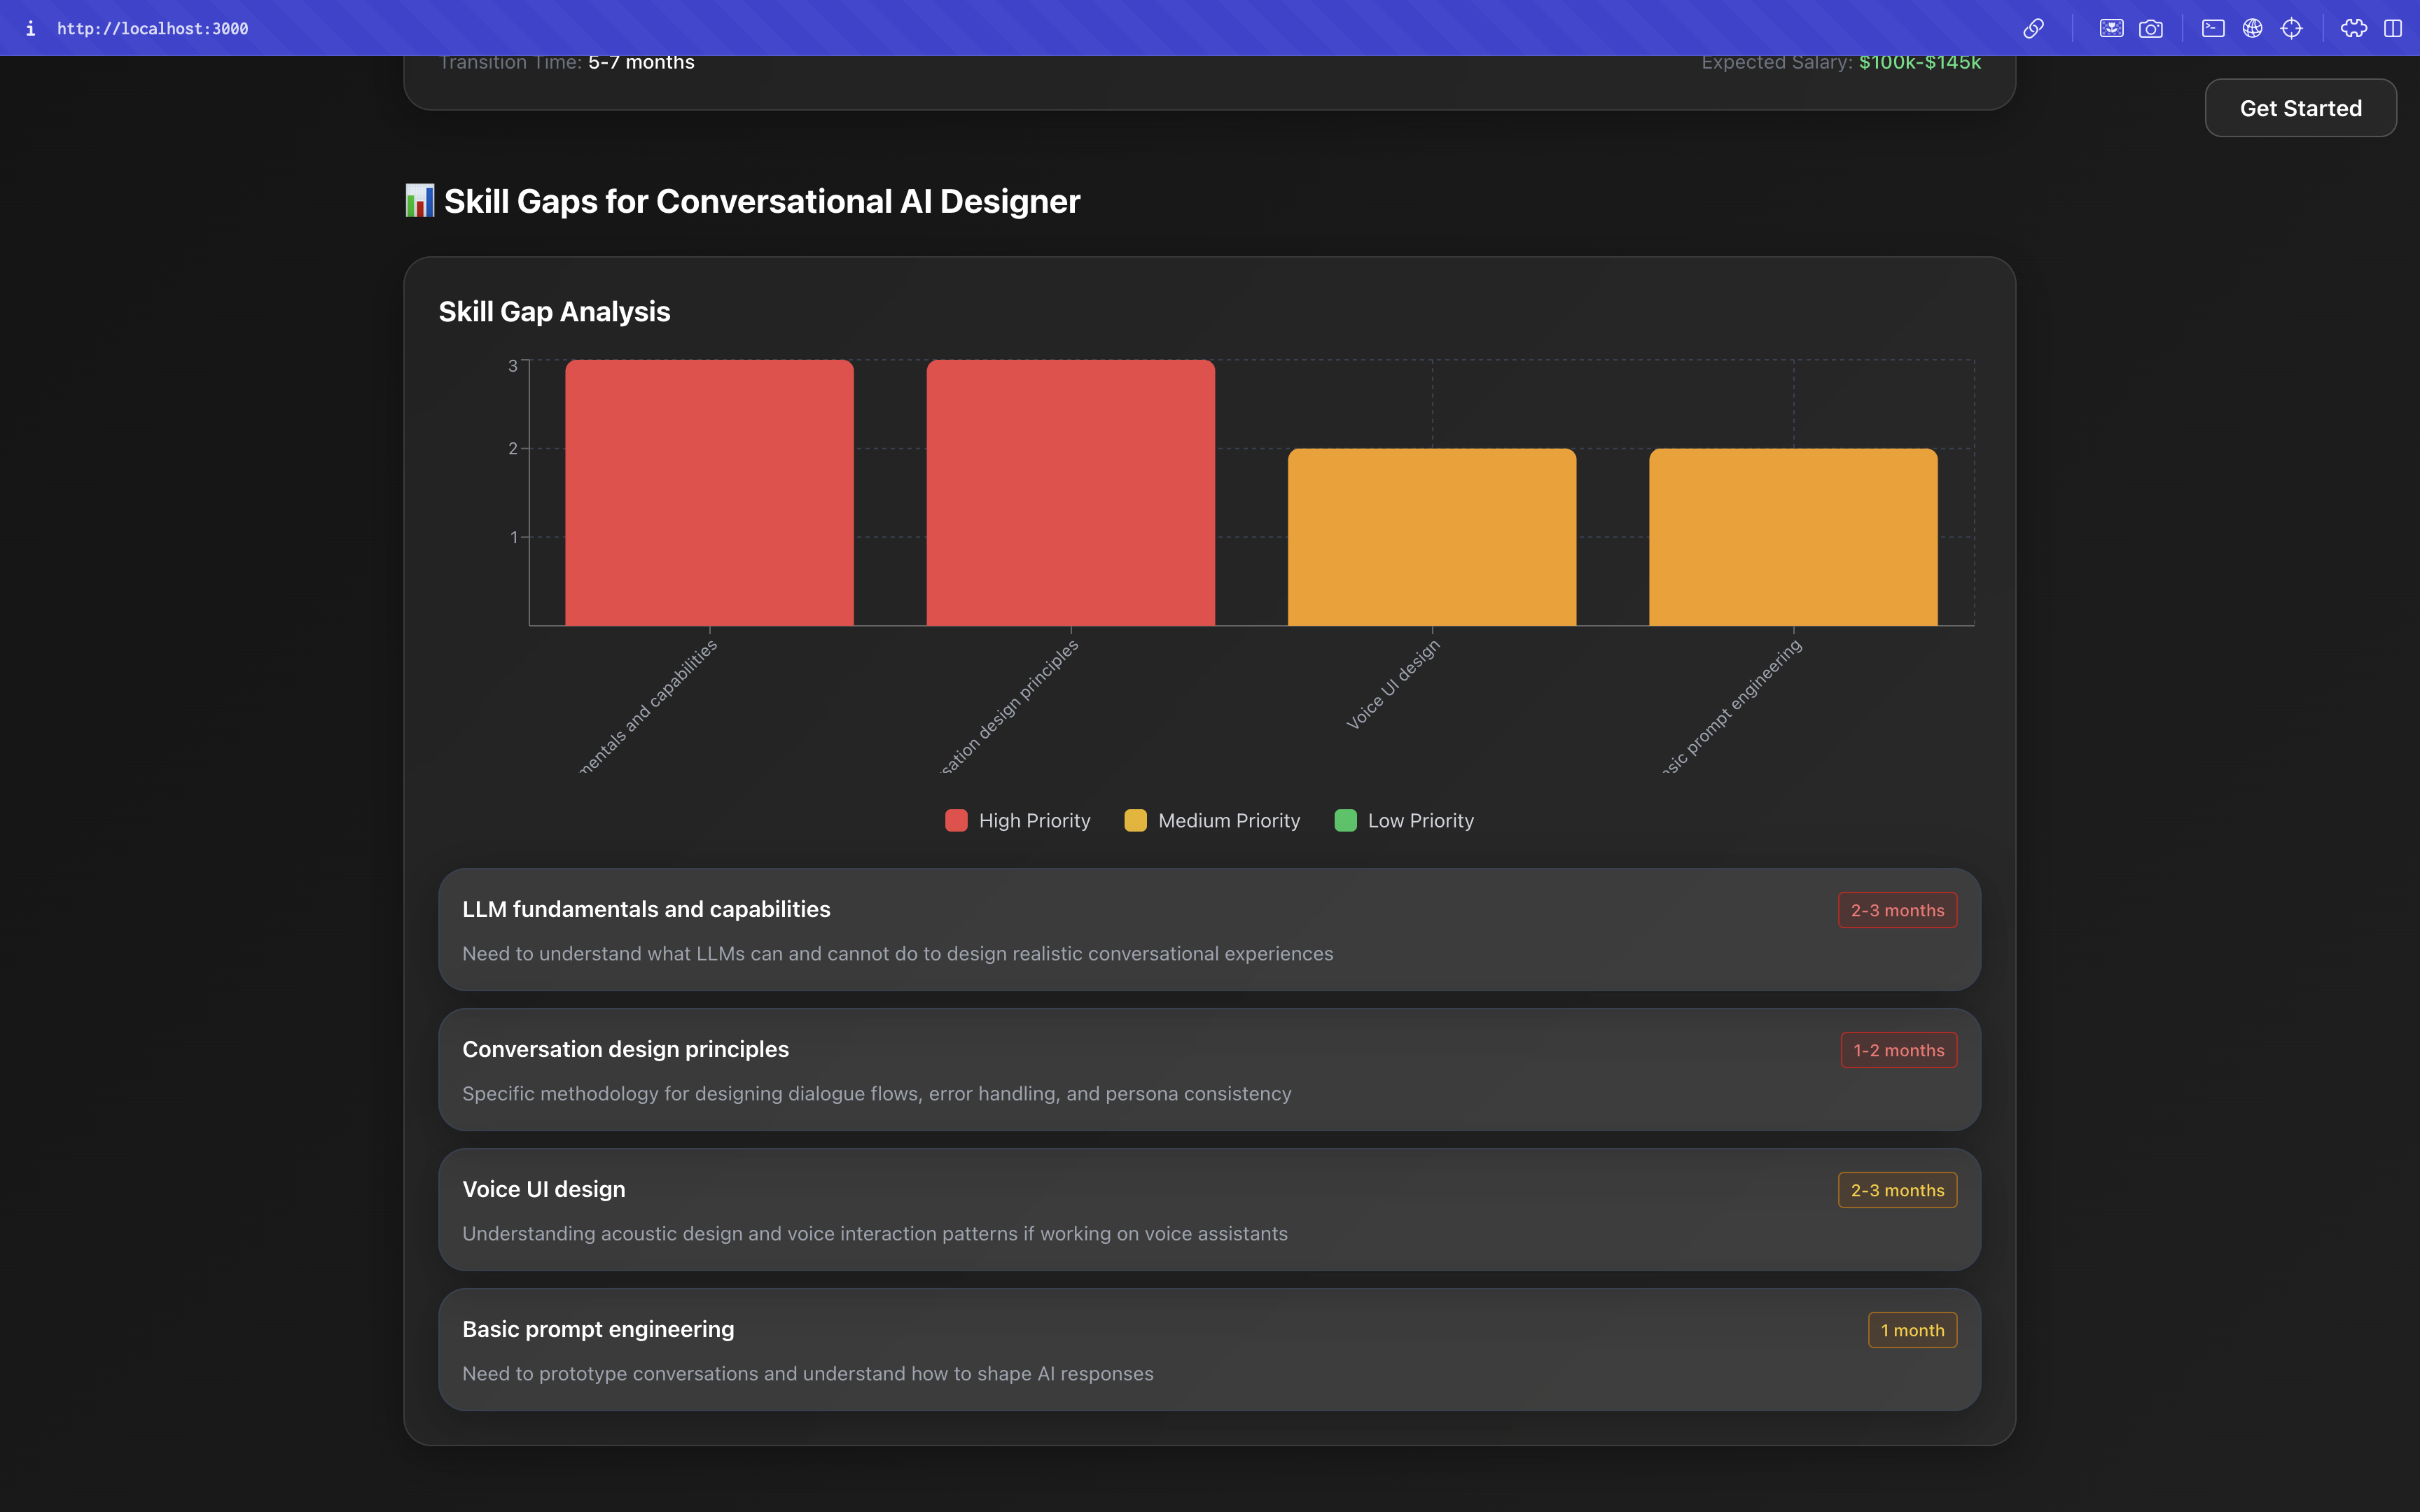 i http://localhost:3000
Transition Time: 5-7 months
Expected Salary: $100k-$145k
Get Started
📊 Skill Gaps for Conversational AI Designer
Skill Gap Analysis
3
2
1
mentals and capabilities
sation design principles
Voice UI design
sic prompt engineering
High Priority
Medium Priority
Low Priority
LLM fundamentals and capabilities
2-3 months
Need to understand what LLMs can and cannot do to design realistic conversational experiences
Conversation design principles
1-2 months
Specific methodology for designing dialogue flows, error handling, and persona consistency
Voice UI design
2-3 months
Understanding acoustic design and voice interaction patterns if working on voice assistants
Basic prompt engineering
1 month
Need to prototype conversations and understand how to shape AI responses